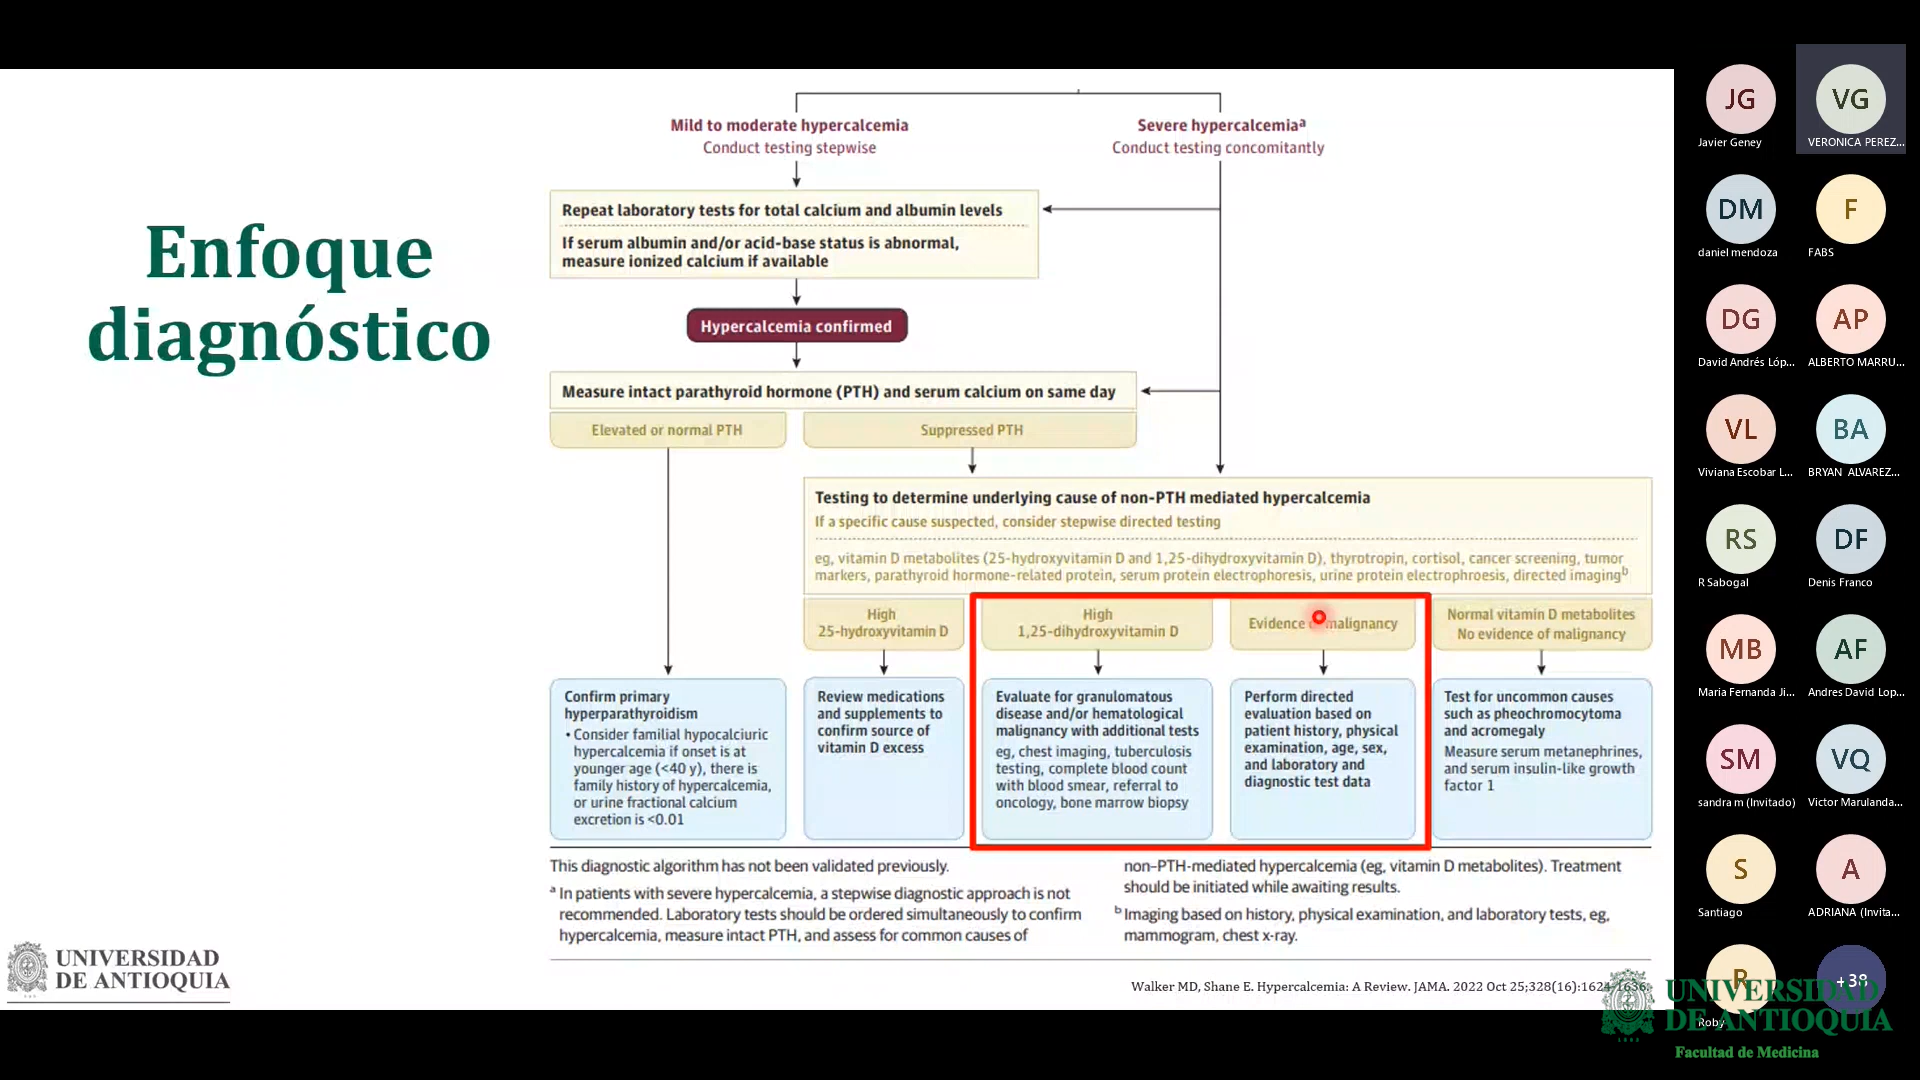 Enfoque
diagnóstico
Mild to moderate hypercalcemia
Conduct testing stepwise
Severe hypercalcemiaª
Conduct testing concomitantly
Repeat laboratory tests for total calcium and albumin levels
If serum albumin and/or acid-base status is abnormal,
measure ionized calcium if available
Hypercalcemia confirmed
Measure intact parathyroid hormone (PTH) and serum calcium on same day
Elevated or normal PTH
Suppressed PTH
Testing to determine underlying cause of non-PTH mediated hypercalcemia
If a specific cause suspected, consider stepwise directed testing
eg, vitamin D metabolites (25-hydroxyvitamin D and 1,25-dihydroxyvitamin D), thyrotropin, cortisol, cancer screening, tumor
markers, parathyroid hormone-related protein, serum protein electrophoresis, urine protein electrophroesis, directed imagingᵇ
High
25-hydroxyvitamin D
High
1,25-dihydroxyvitamin D
Evidence malignancy
Normal vitamin D metabolites
No evidence of malignancy
Confirm primary
hyperparathyroidism
• Consider familial hypocalciuric
hypercalcemia if onset is at
younger age (<40 y), there is
family history of hypercalcemia,
or urine fractional calcium
excretion is <0.01
Review medications
and supplements to
confirm source of
vitamin D excess
Evaluate for granulomatous
disease and/or hematological
malignancy with additional tests
eg, chest imaging, tuberculosis
testing, complete blood count
with blood smear, referral to
oncology, bone marrow biopsy
Perform directed
evaluation based on
patient history, physical
examination, age, sex,
and laboratory and
diagnostic test data
Test for uncommon causes
such as pheochromocytoma
and acromegaly
Measure serum metanephrines,
and serum insulin-like growth
factor 1
This diagnostic algorithm has not been validated previously.
ª In patients with severe hypercalcemia, a stepwise diagnostic approach is not
recommended. Laboratory tests should be ordered simultaneously to confirm
hypercalcemia, measure intact PTH, and assess for common causes of
non-PTH-mediated hypercalcemia (eg, vitamin D metabolites). Treatment
should be initiated while awaiting results.
ᵇ Imaging based on history, physical examination, and laboratory tests, eg,
mammogram, chest x-ray.
Walker MD, Shane E. Hypercalcemia: A Review. JAMA. 2022 Oct 25;328(16):1624-1636.
UNIVERSIDAD
DE ANTIOQUIA
JG
Javier Geney
VG
VERONICA PEREZ...
DM
daniel mendoza
F
FABS
DG
David Andrés Lóp...
AP
ALBERTO MARRU...
VL
Viviana Escobar L...
BA
BRYAN ALVAREZ...
RS
R Sabogal
DF
Denis Franco
MB
Maria Fernanda Ji...
AF
Andres David Lop...
SM
sandra m (Invitado)
VQ
Victor Marulanda...
S
Santiago
A
ADRIANA (Invita...
R
+38
UNIVERSIDAD
DE ANTIOQUIA
Facultad de Medicina